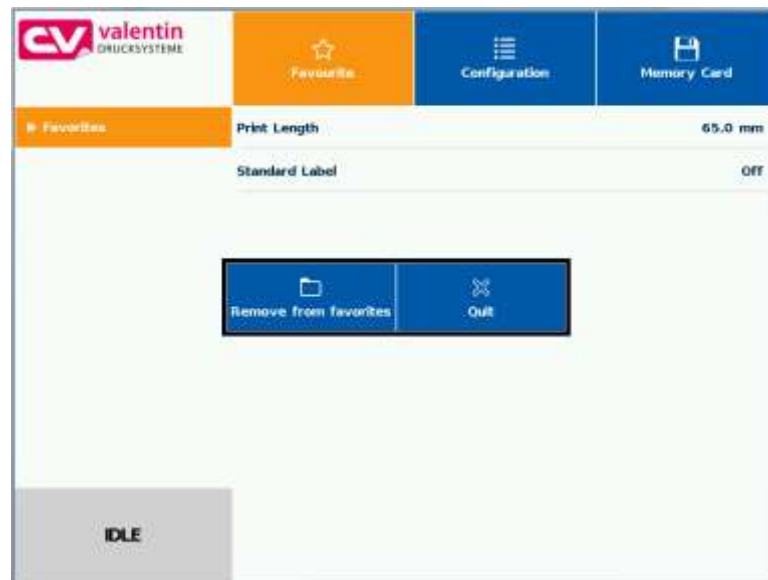 CV valentin
DRUCKSYSTEME
Favourite
Configuration
Memory Card
Favorites
Print Length 65.0 mm
Standard Label Off
Remove from favorites
Quit
IDLE